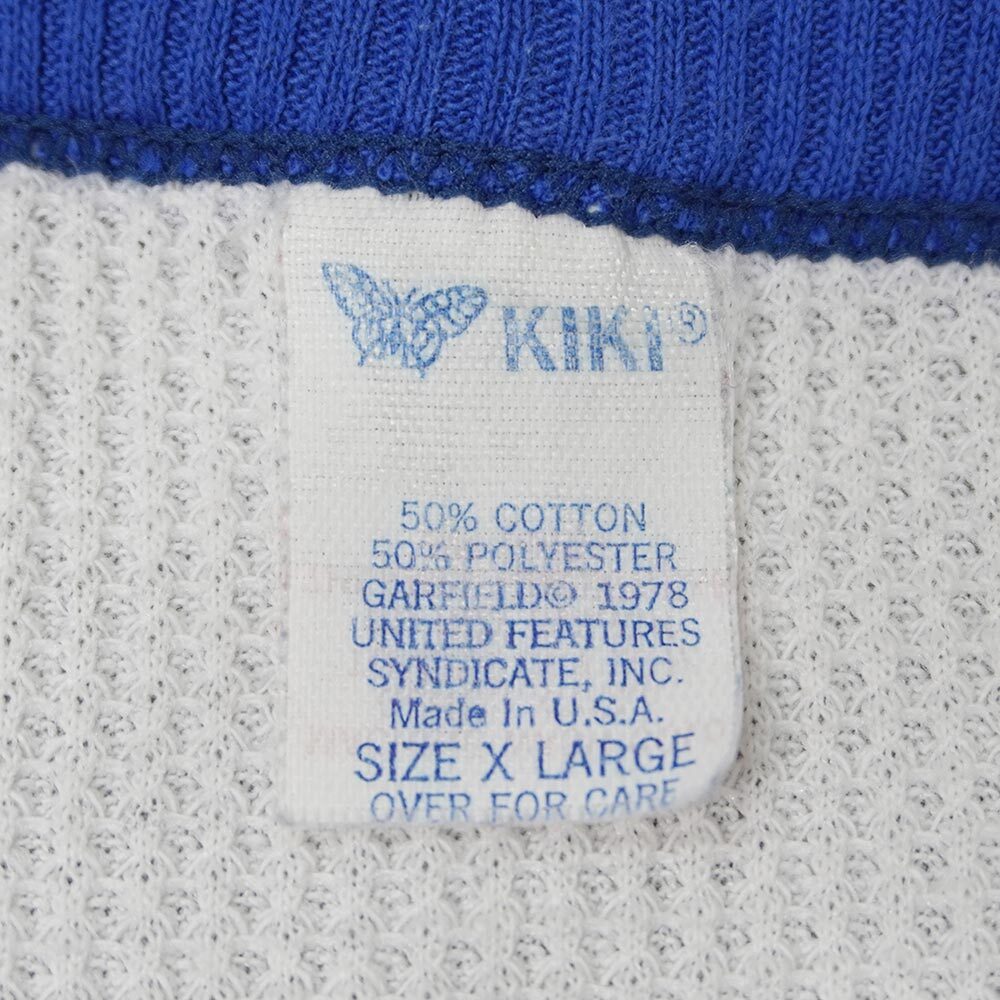 KIKI®
50% COTTON
50% POLYESTER
GARFIELD© 1978
UNITED FEATURES
SYNDICATE, INC.
Made In U.S.A.
SIZE X LARGE
OVER FOR CARE